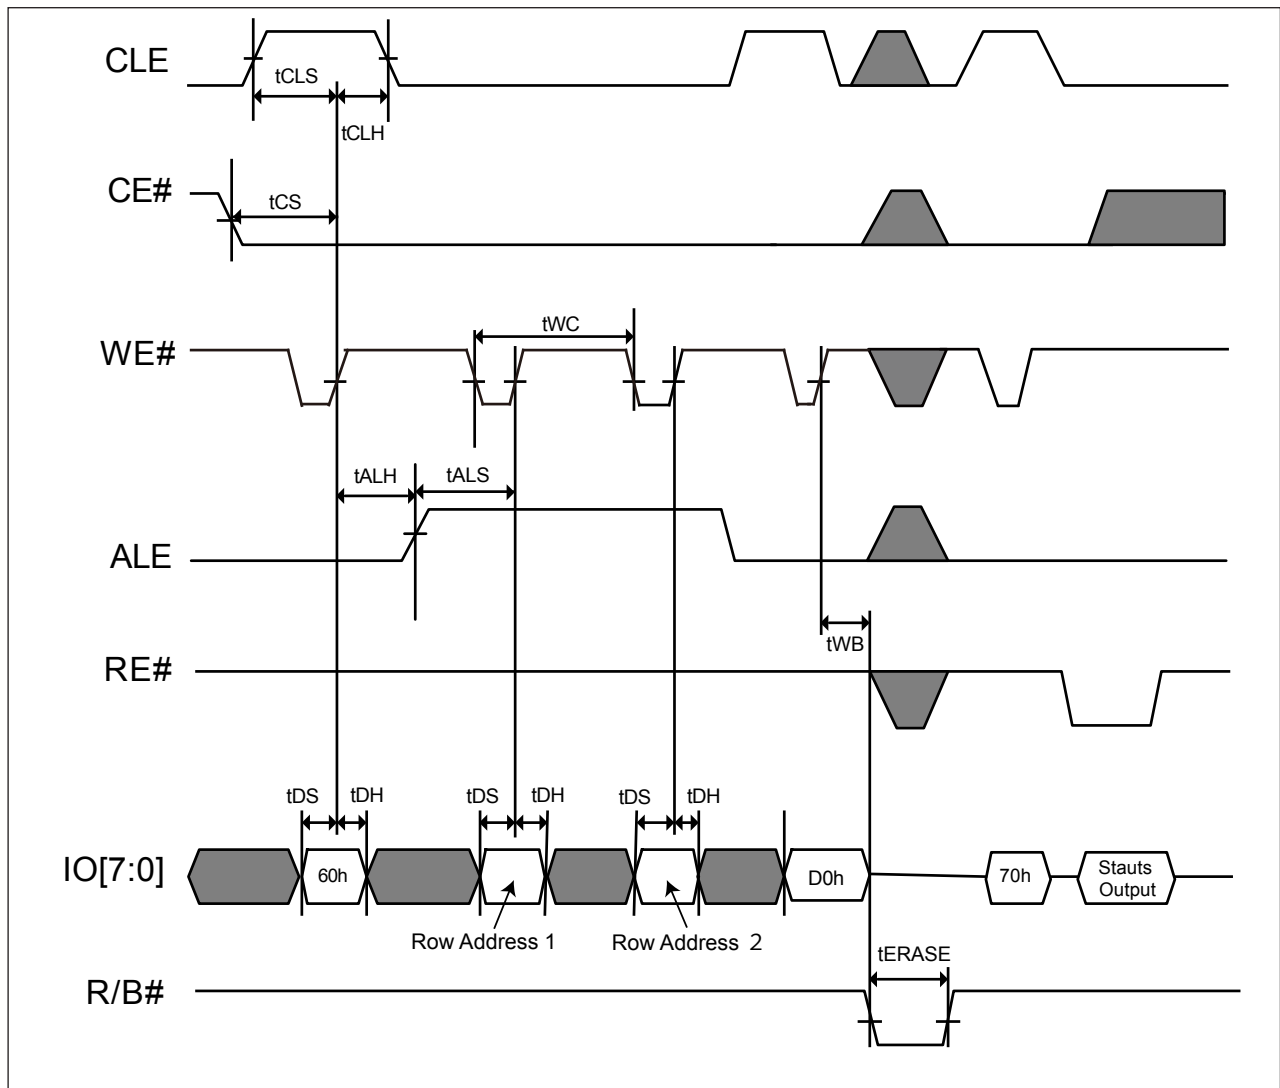 CLE
tCLS
tCLH
CE#
tCS
WE#
tWC
tALH
tALS
ALE
tWB
RE#
tDS
tDH
tDS
tDH
tDS
tDH
IO[7:0]
60h
D0h
70h
Stauts
Output
Row Address 1
Row Address 2
tERASE
R/B#